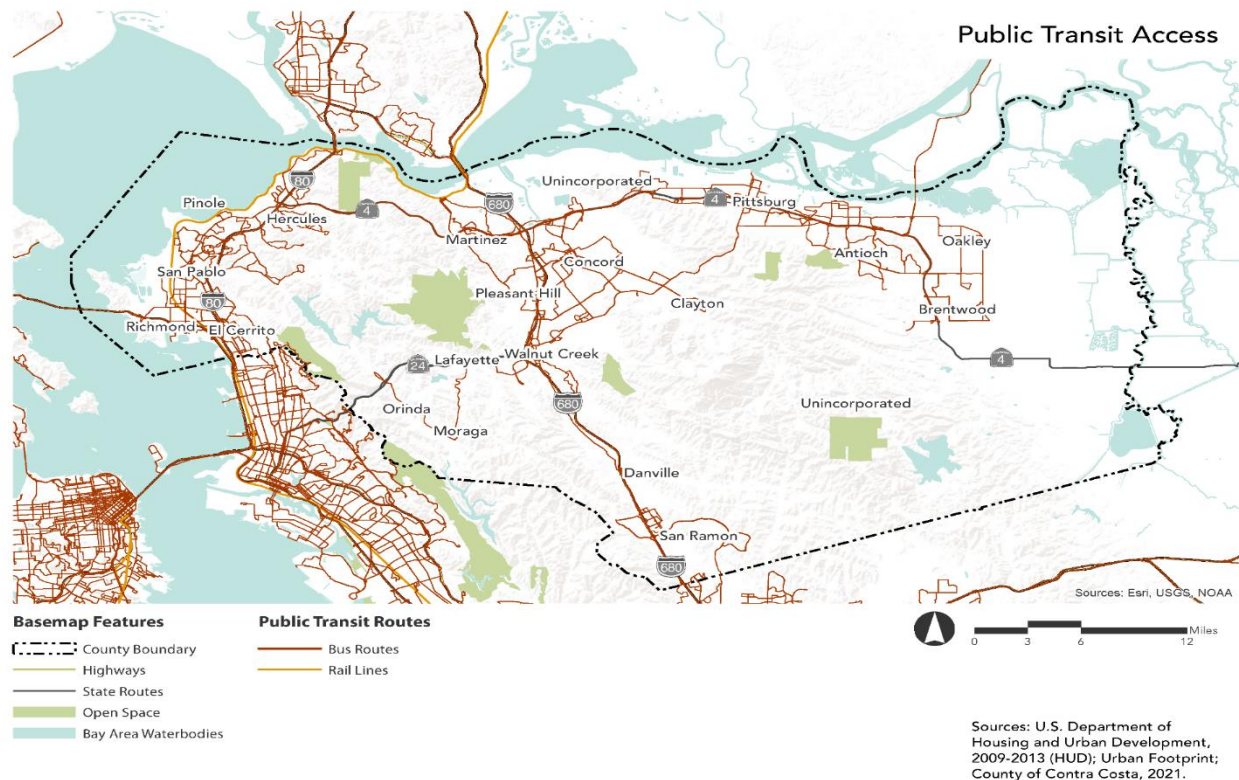 Public Transit Access
80
Unincorporated
Pinole
680
4
Pittsburg
Hercules
4
Martinez
Oakley
Antioch
San Pablo
Concord
80
Pleasant Hill
Clayton
Brentwood
Richmond
El Cerrito
Lafayette
Walnut Creek
24
4
680
Orinda
Unincorporated
Moraga
Danville
San Ramon
680
Sources: Esri, USGS, NOAA
Basemap Features
County Boundary
Highways
State Routes
Open Space
Bay Area Waterbodies
Public Transit Routes
Bus Routes
Rail Lines
Miles
0 3 6 12
Sources: U.S. Department of
Housing and Urban Development,
2009-2013 (HUD); Urban Footprint;
County of Contra Costa, 2021.